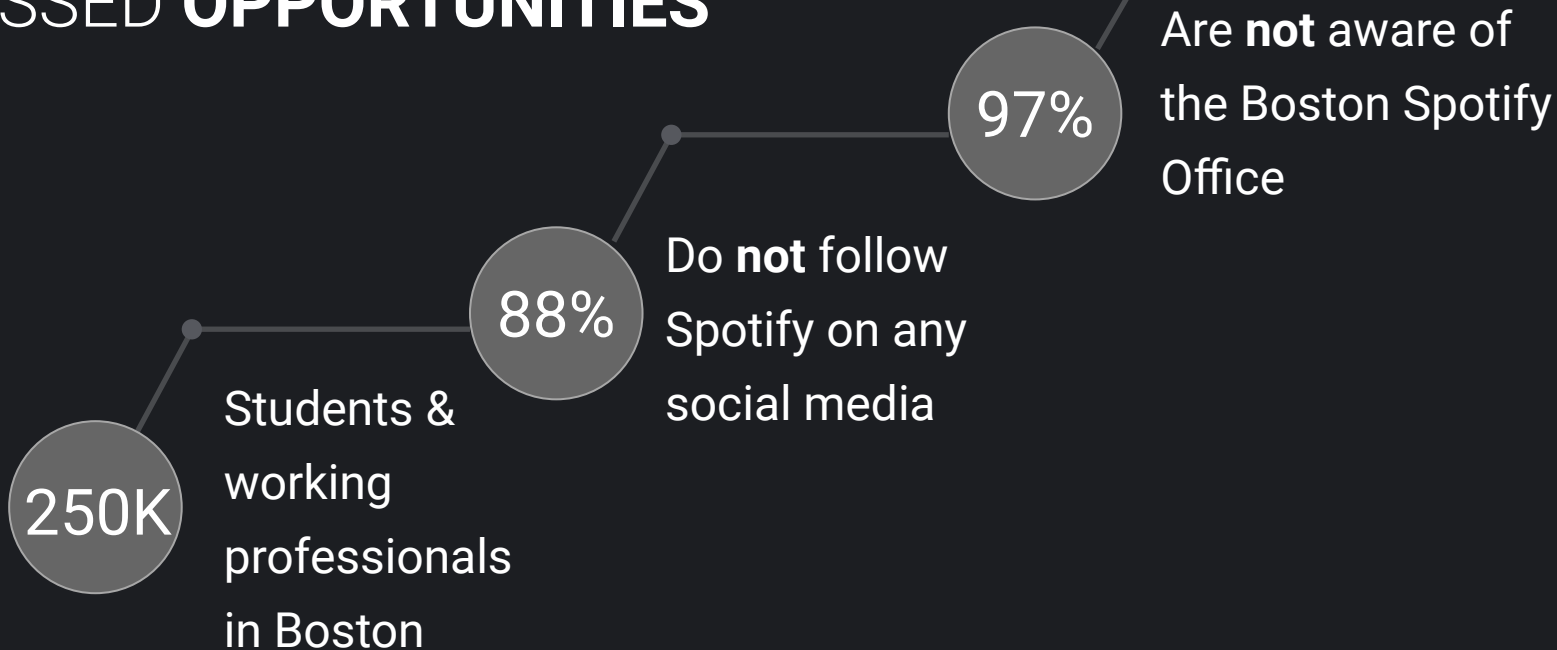 SSED OPPORTUNITIES
97%
Are not aware of
the Boston Spotify
Office
88%
Do not follow
Spotify on any
social media
250K
Students &
working
professionals
in Boston